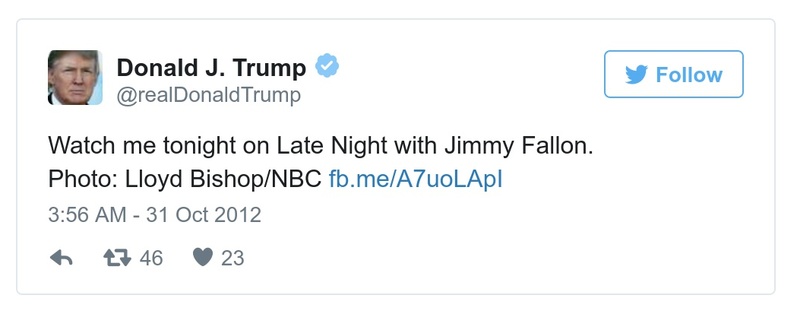 Donald J. Trump
@realDonaldTrump
Follow
Watch me tonight on Late Night with Jimmy Fallon.
Photo: Lloyd Bishop/NBC fb.me/A7uoLApI
3:56 AM - 31 Oct 2012
46 23